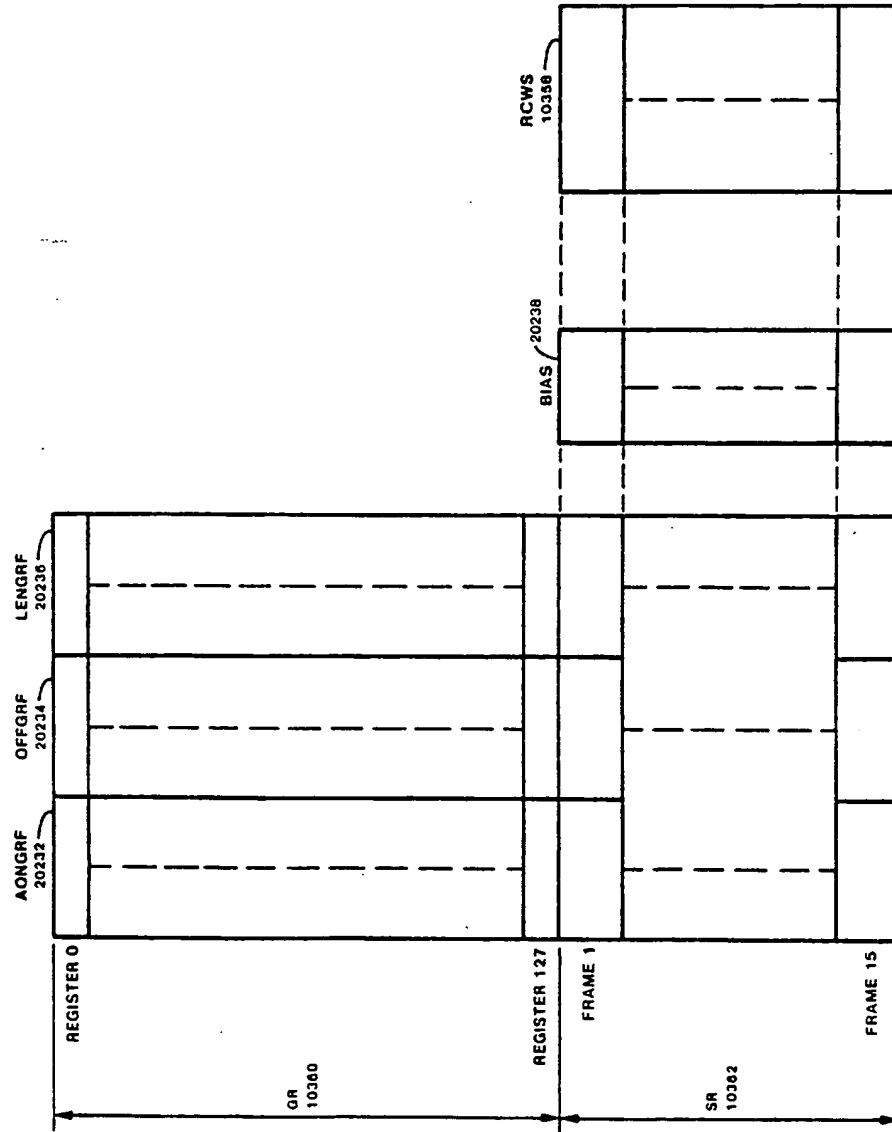 AONGRF
20232
OFFGRF
20234
LENGRF
20236
REGISTER 0
GR
10360
REGISTER 127
BIAS
20238
RCWS
10358
FRAME 1
SR
10362
FRAME 15